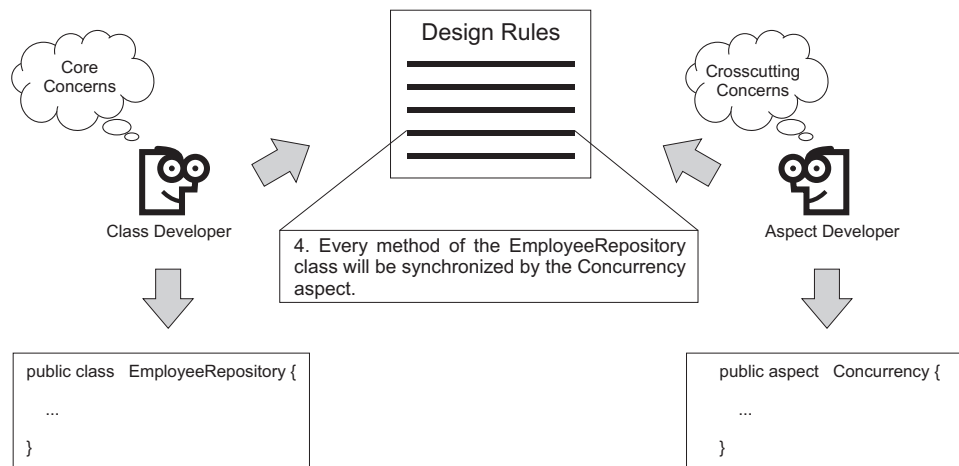 Design Rules
Core
Concerns
Crosscutting
Concerns
Class Developer
Aspect Developer
4. Every method of the EmployeeRepository
class will be synchronized by the Concurrency
aspect.
public class EmployeeRepository {
...
}
public aspect Concurrency {
...
}